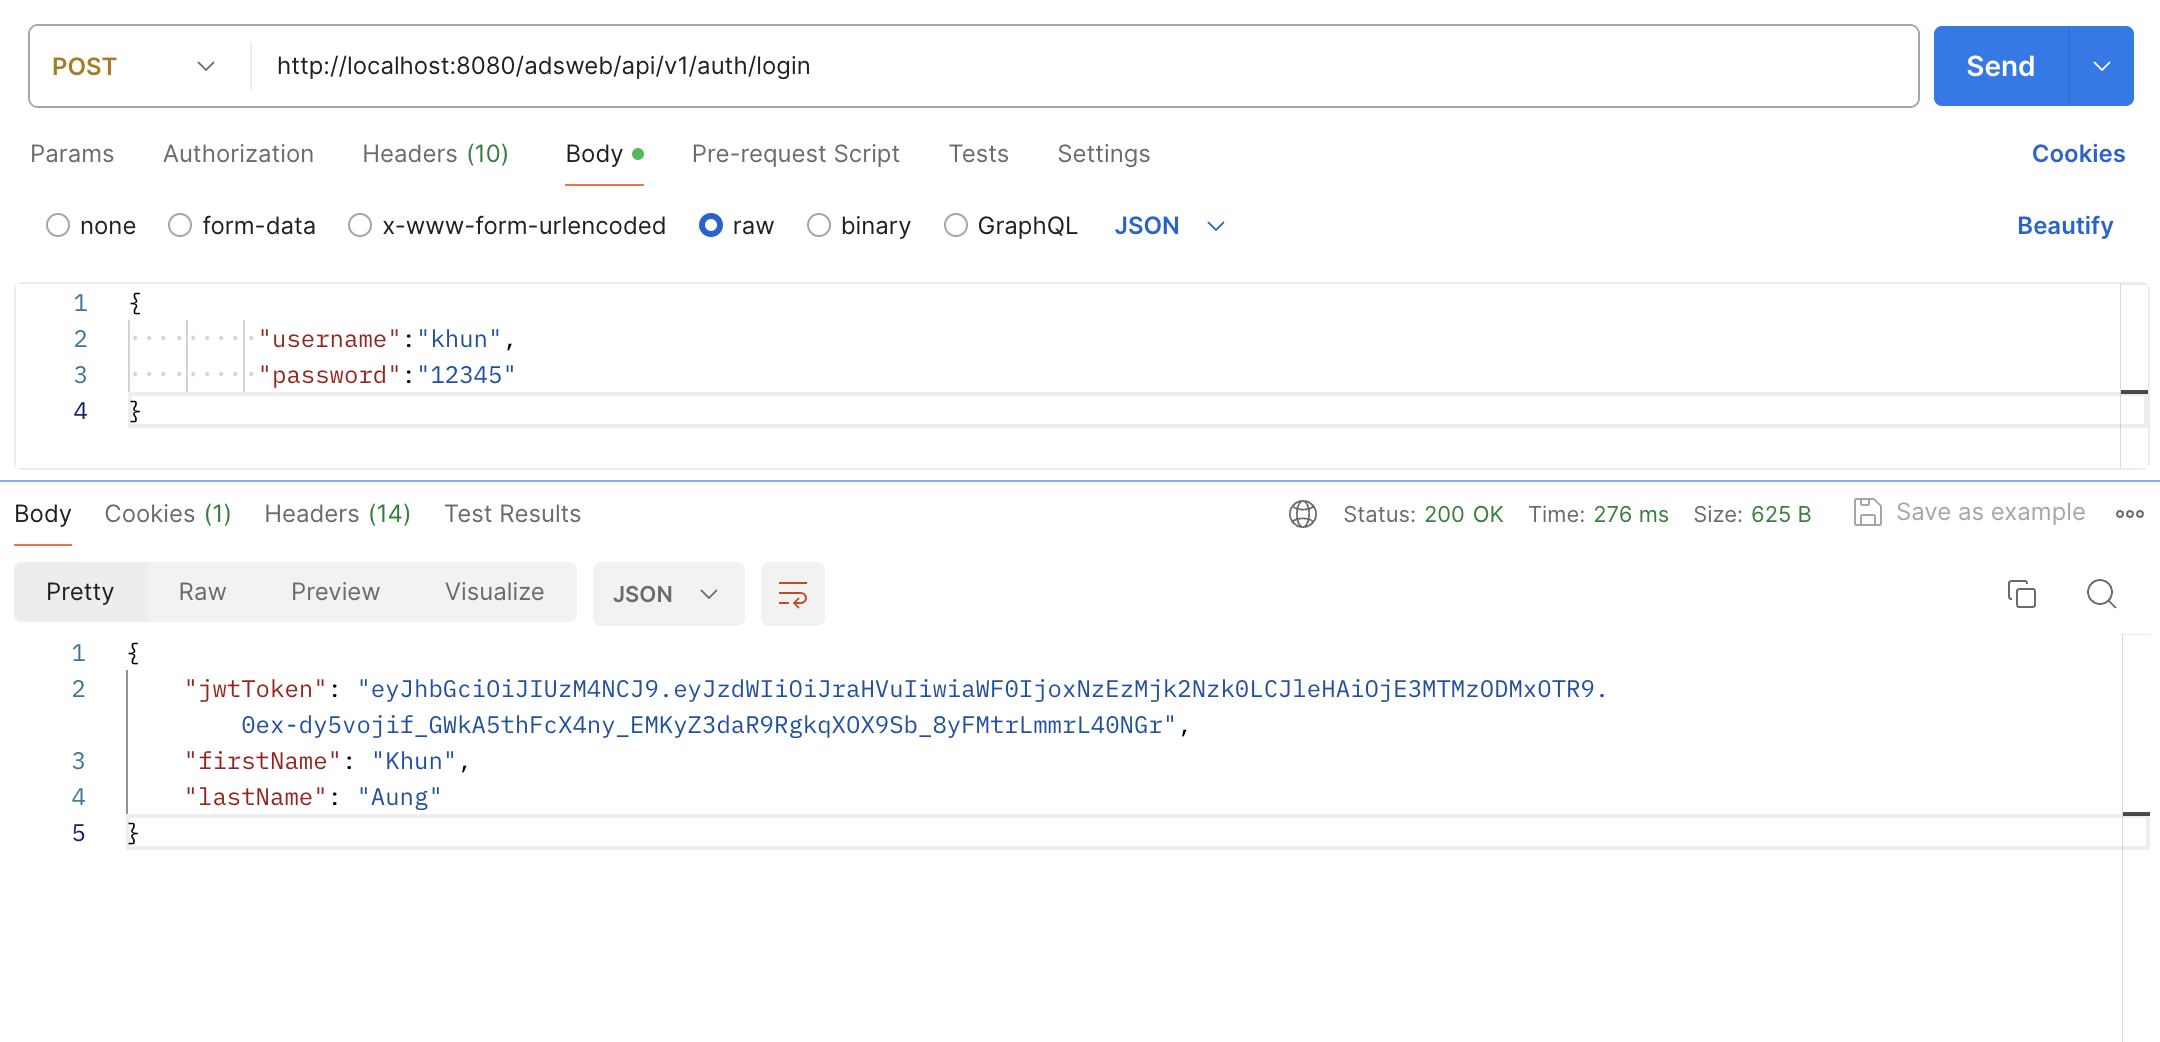 POST http://localhost:8080/adsweb/api/v1/auth/login Send
Params Authorization Headers (10) Body Pre-request Script Tests Settings Cookies
none form-data x-www-form-urlencoded raw binary GraphQL JSON Beautify
1 {
2 "username":"khun",
3 "password":"12345"
4 }
Body Cookies (1) Headers (14) Test Results Status: 200 OK Time: 276 ms Size: 625 B Save as example
Pretty Raw Preview Visualize JSON
1 {
2 "jwtToken": "eyJhbGciOiJIUzM4NCJ9.eyJzdWIiOiJraHVuIiwiaWF0IjoxNzEzMjk2Nzk0LCJleHAiOjE3MTMzODMxOTR9.
0ex-dy5vojif_GWkA5thFcX4ny_EMKyZ3daR9RgkqXOX9Sb_8yFMtrLmmrL40NGr",
3 "firstName": "Khun",
4 "lastName": "Aung"
5 }